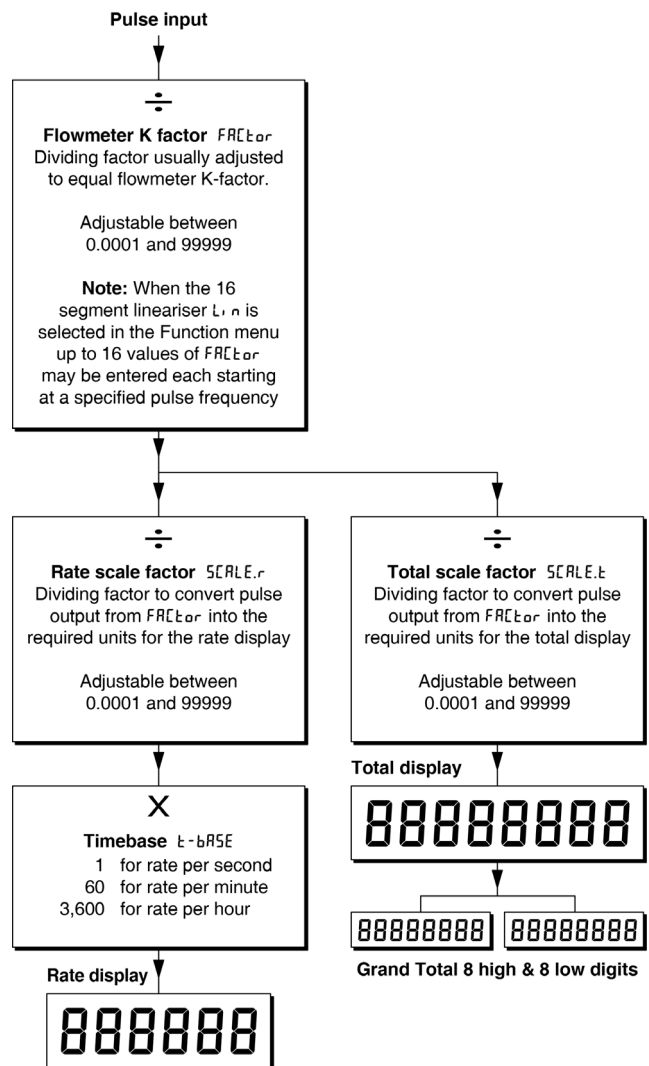 Pulse input
÷
Flowmeter K factor FACtor
Dividing factor usually adjusted
to equal flowmeter K-factor.
Adjustable between
0.0001 and 99999
Note: When the 16
segment lineariser Lin is
selected in the Function menu
up to 16 values of FACtor
may be entered each starting
at a specified pulse frequency
÷
Rate scale factor SCALE.r
Dividing factor to convert pulse
output from FACtor into the
required units for the rate display
Adjustable between
0.0001 and 99999
÷
Total scale factor SCALE.t
Dividing factor to convert pulse
output from FACtor into the
required units for the total display
Adjustable between
0.0001 and 99999
X
Timebase t-bASE
1 for rate per second
60 for rate per minute
3,600 for rate per hour
Rate display
888888
Total display
88888888
88888888 88888888
Grand Total 8 high & 8 low digits